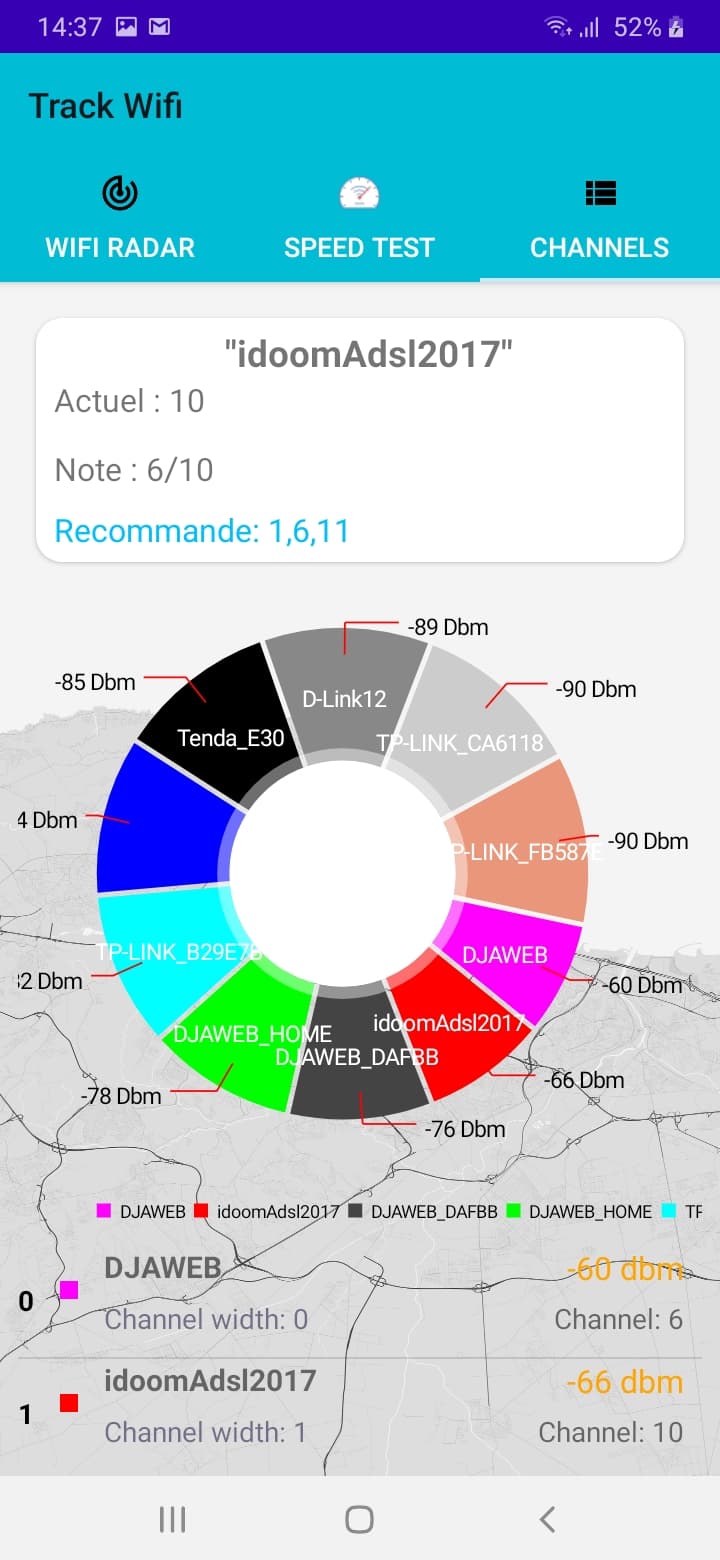 14:37 52%
Track Wifi
WIFI RADAR SPEED TEST CHANNELS
"idoomAdsl2017"
Actuel : 10
Note : 6/10
Recommande: 1,6,11
-89 Dbm
-85 Dbm
-90 Dbm
D-Link12
Tenda_E30
TP-LINK_CA6118
4 Dbm
-90 Dbm
P-LINK_FB587E
TP-LINK_B29E7B
DJAWEB
2 Dbm
-60 Dbm
idoomAdsl2017
DJAWEB_HOME
DJAWEB_DAFBB
-66 Dbm
-78 Dbm
-76 Dbm
DJAWEB idoomAdsl2017 DJAWEB_DAFBB DJAWEB_HOME TP
0 DJAWEB -60 dbm
Channel width: 0 Channel: 6
1 idoomAdsl2017 -66 dbm
Channel width: 1 Channel: 10